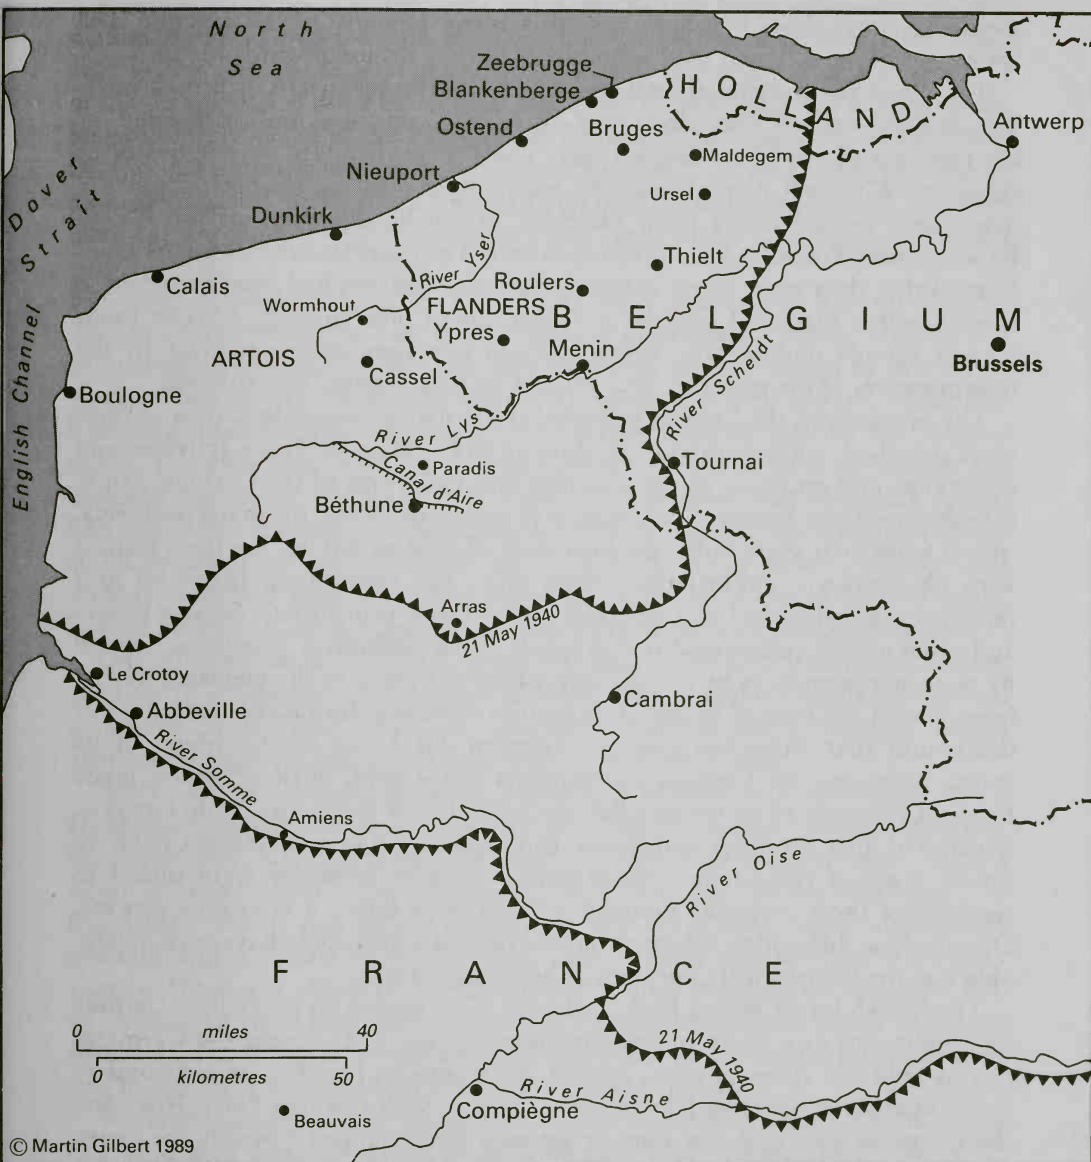 North
Sea
Zeebrugge
Blankenberge
HOLLAND
Ostend
Bruges
Antwerp
Maldegem
Nieuport
Ursel
Dover
Strait
Dunkirk
Thielt
River Yser
Calais
Roulers
Wormhout
FLANDERS
BELGIUM
Ypres
ARTOIS
Menin
Brussels
Cassel
English Channel
Boulogne
River Scheldt
River Lys
Paradis
Tournai
Canal d'Aire
Béthune
Arras
21 May 1940
Le Crotoy
Abbeville
Cambrai
River Somme
Amiens
River Oise
FRANCE
0 miles 40
0 kilometres 50
21 May 1940
River Aisne
Compiègne
Beauvais
© Martin Gilbert 1989